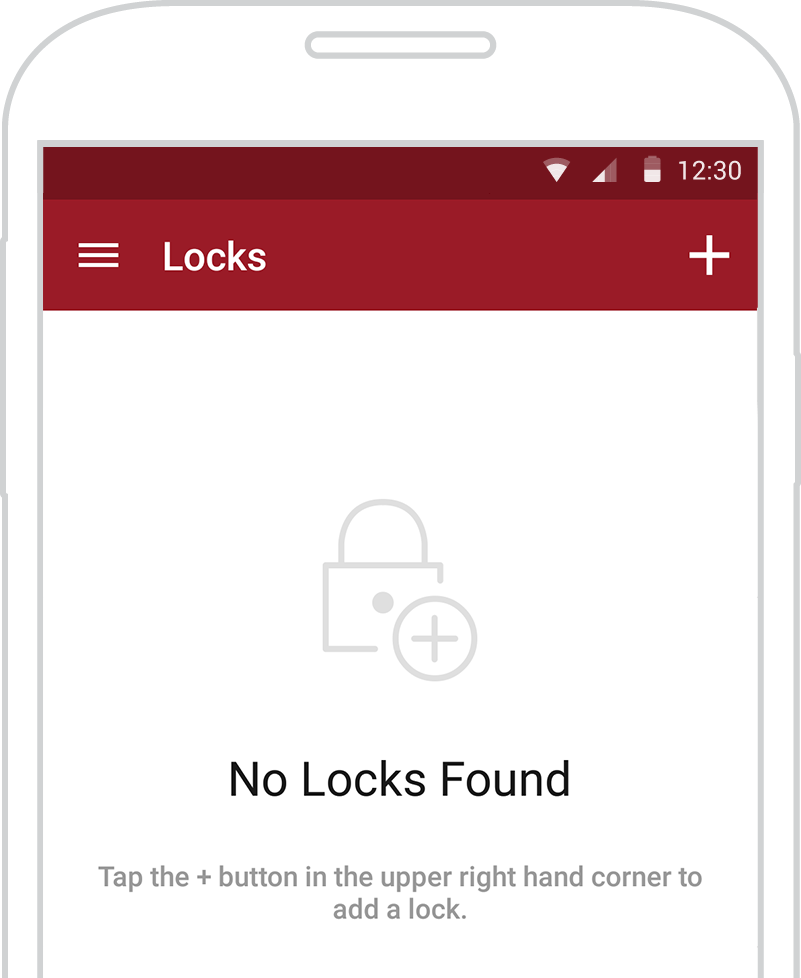 12:30
Locks
No Locks Found
Tap the + button in the upper right hand corner to
add a lock.